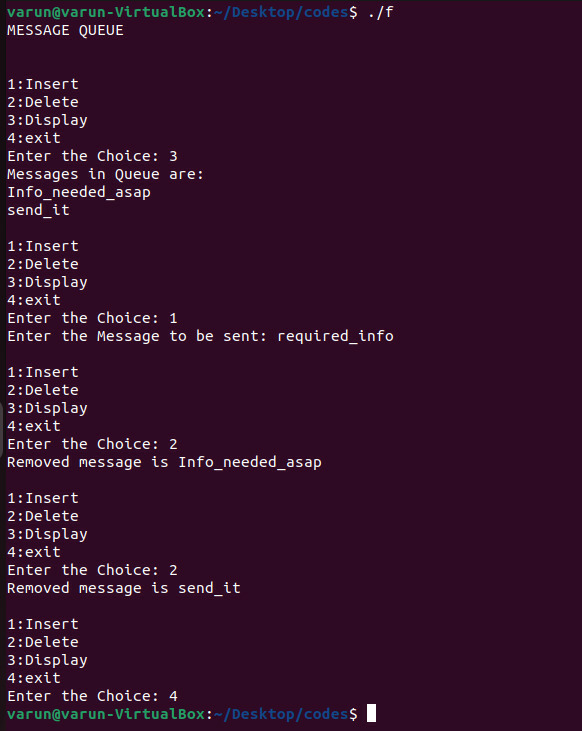 varun@varun-VirtualBox:~/Desktop/codes$ ./f
MESSAGE QUEUE
1:Insert
2:Delete
3:Display
4:exit
Enter the Choice: 3
Messages in Queue are:
Info_needed_asap
send_it
1:Insert
2:Delete
3:Display
4:exit
Enter the Choice: 1
Enter the Message to be sent: required_info
1:Insert
2:Delete
3:Display
4:exit
Enter the Choice: 2
Removed message is Info_needed_asap
1:Insert
2:Delete
3:Display
4:exit
Enter the Choice: 2
Removed message is send_it
1:Insert
2:Delete
3:Display
4:exit
Enter the Choice: 4
varun@varun-VirtualBox:~/Desktop/codes$